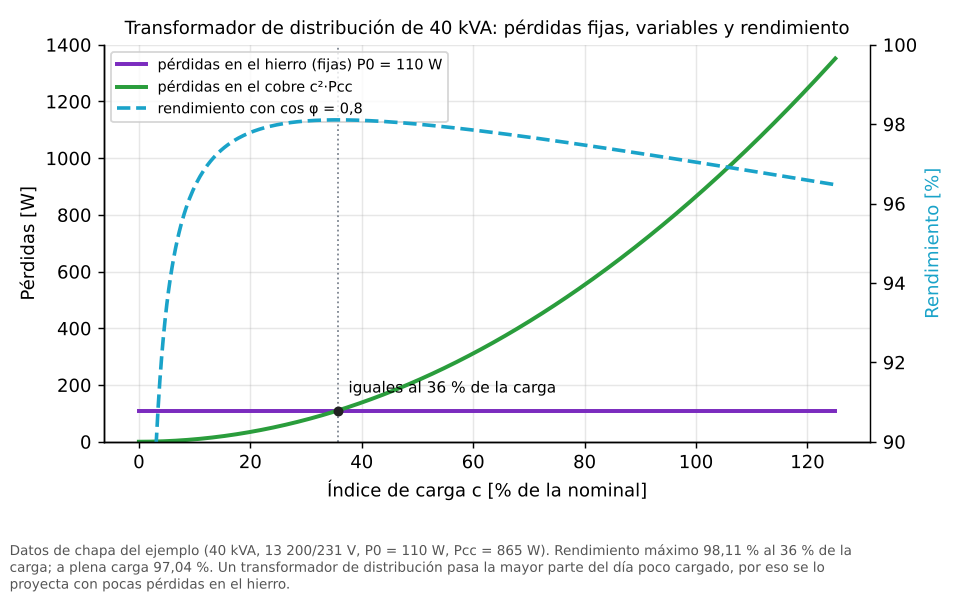 Transformador de distribución de 40 kVA: pérdidas fijas, variables y rendimiento
pérdidas en el hierro (fijas) P0 = 110 W
pérdidas en el cobre c²·Pcc
rendimiento con cos φ = 0,8
Pérdidas [W]
1400
1200
1000
800
600
400
200
0
iguales al 36 % de la carga
100
98
96
94
92
90
Rendimiento [%]
0 20 40 60 80 100 120
Índice de carga c [% de la nominal]
Datos de chapa del ejemplo (40 kVA, 13 200/231 V, P0 = 110 W, Pcc = 865 W). Rendimiento máximo 98,11 % al 36 % de la
carga; a plena carga 97,04 %. Un transformador de distribución pasa la mayor parte del día poco cargado, por eso se lo
proyecta con pocas pérdidas en el hierro.